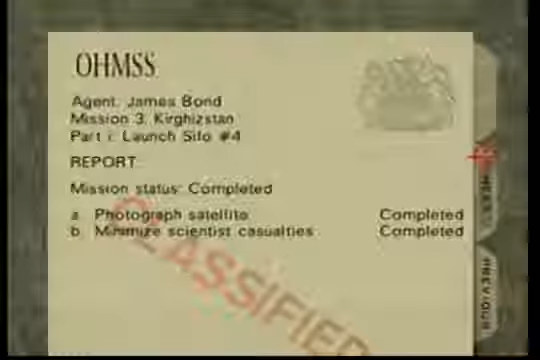 OHMSS
Agent: James Bond
Mission 3: Kirghizstan
Part i: Launch Silo #4
REPORT:
Mission status: Completed
a. Photograph satellite Completed
b. Minimize scientist casualties Completed
CLASSIFIED
NEXT
PREVIOUS